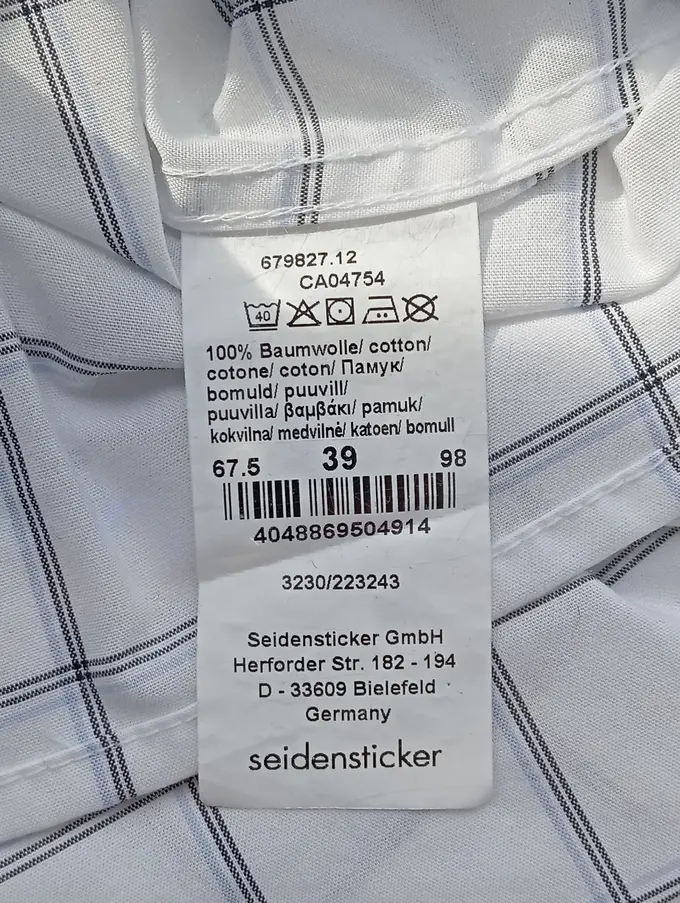 679827.12
CA04754
40
100% Baumwolle/ cotton/
cotone/ coton/ Памук/
bomuld/ puuvill/
puuvilla/ βαμβάκι/ pamuk/
kokvilna/ medvilnė/ katoen/ bomull
67.5 39 98
4048869504914
3230/223243
Seidensticker GmbH
Herforder Str. 182 - 194
D - 33609 Bielefeld
Germany
seidensticker